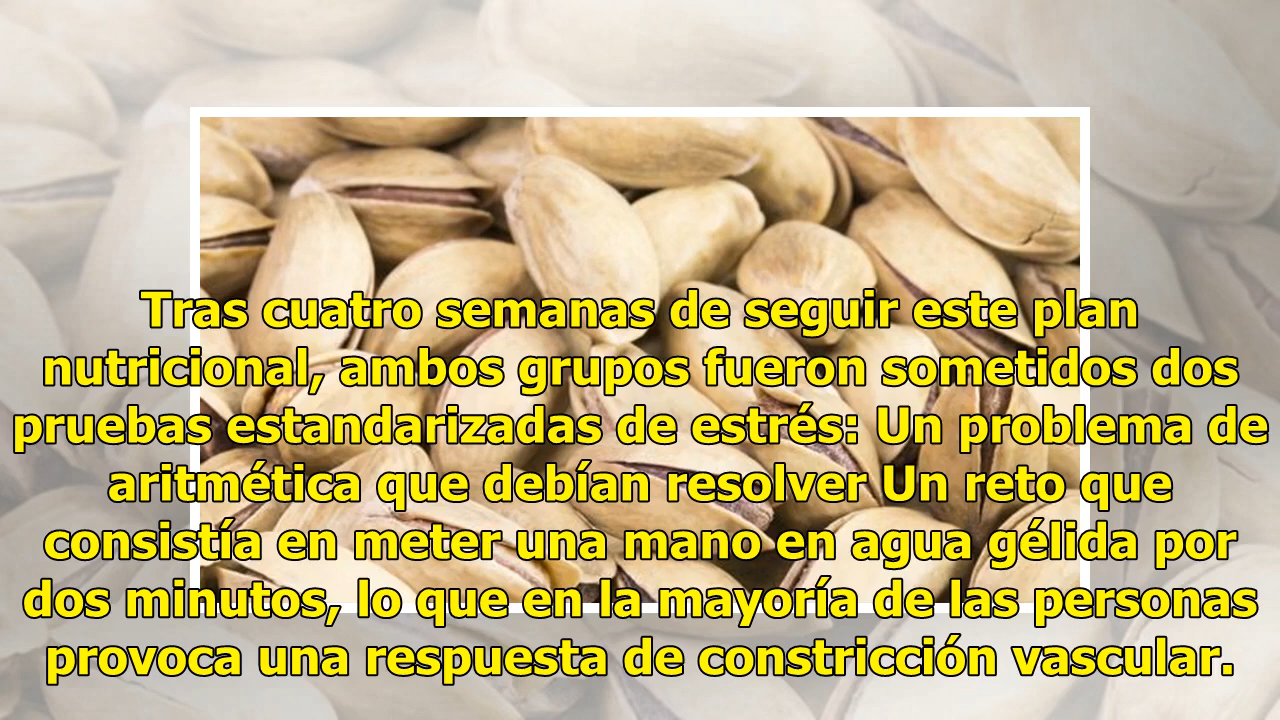 Tras cuatro semanas de seguir este plan
nutricional, ambos grupos fueron sometidos dos
pruebas estandarizadas de estrés: Un problema de
aritmética que debían resolver Un reto que
consistía en meter una mano en agua gélida por
dos minutos, lo que en la mayoría de las personas
provoca una respuesta de constricción vascular.